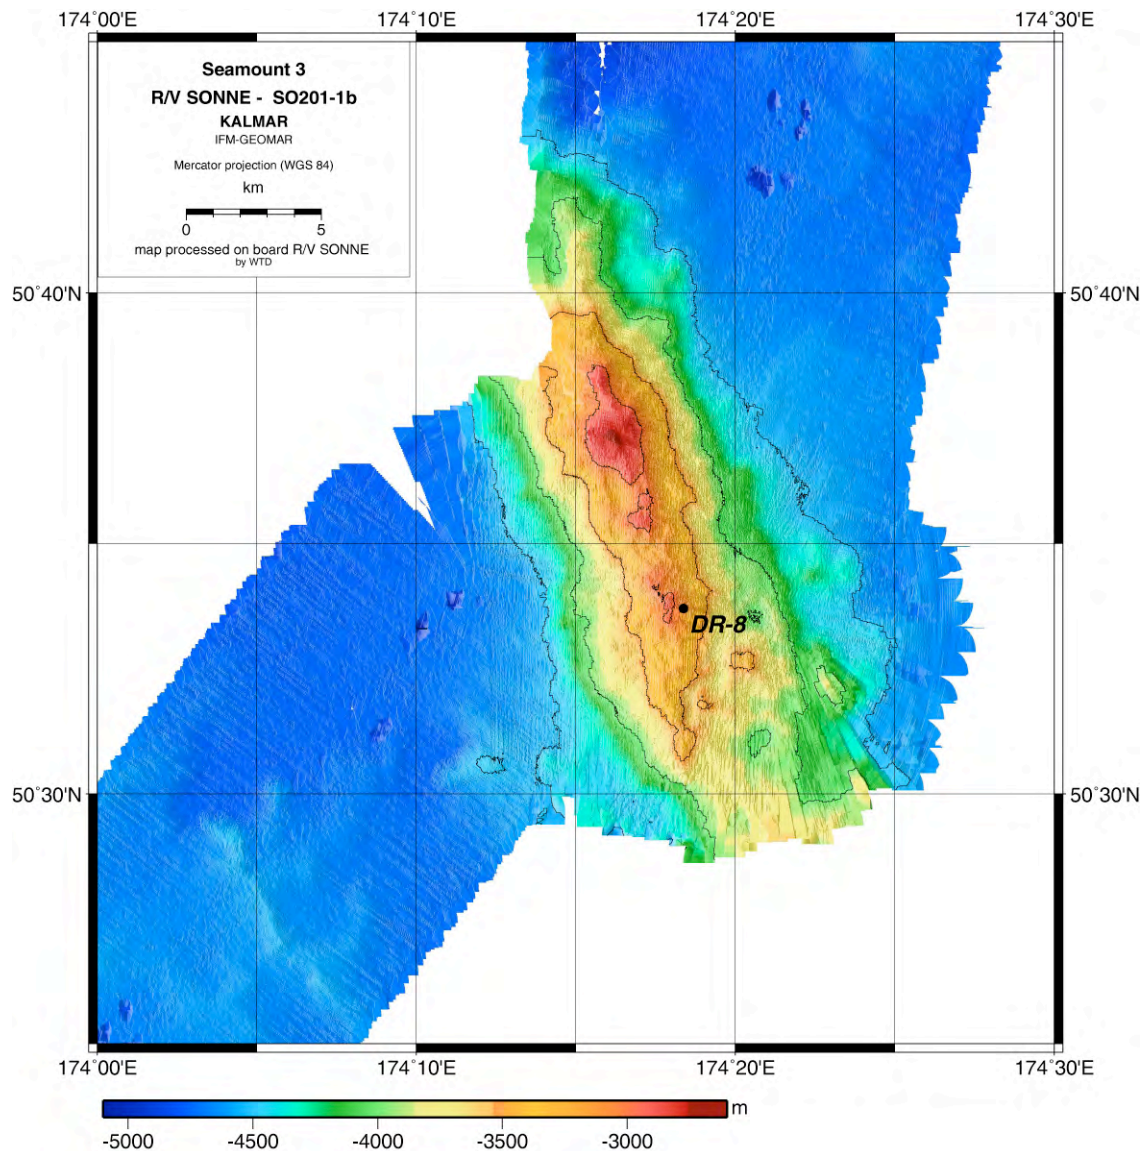 174˚00'E 174˚10'E 174˚20'E 174˚30'E
Seamount 3
R/V SONNE - SO201-1b
KALMAR
IFM-GEOMAR
Mercator projection (WGS 84)
km
0 5
map processed on board R/V SONNE
by WTD
50˚40'N 50˚40'N
DR-8
50˚30'N 50˚30'N
174˚00'E 174˚10'E 174˚20'E 174˚30'E
m
-5000 -4500 -4000 -3500 -3000